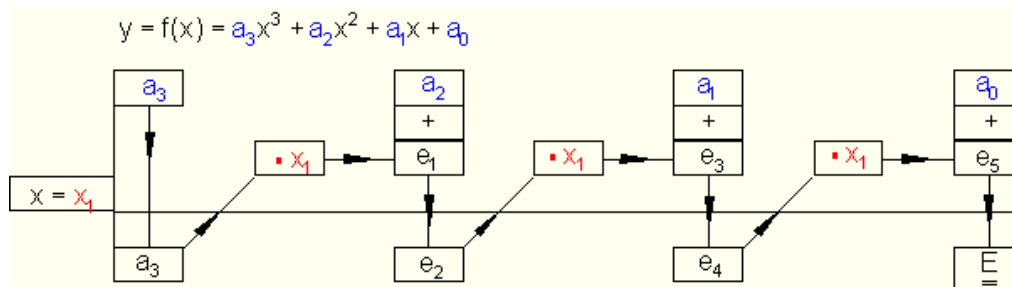 y = f(x) = a₃x³ + a₂x² + a₁x + a₀
a₃ a₂ a₁ a₀
+ + +
· x₁ e₁ · x₁ e₃ · x₁ e₅
x = x₁
a₃ e₂ e₄ E
=